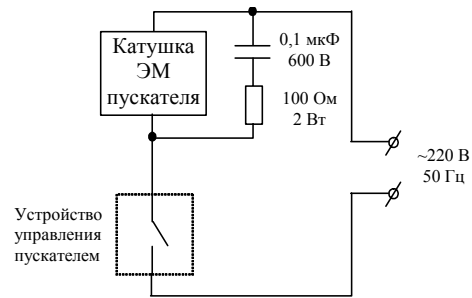 Катушка
ЭМ
пускателя
0,1 мкФ
600 В
100 Ом
2 Вт
~220 В
50 Гц
Устройство
управления
пускателем